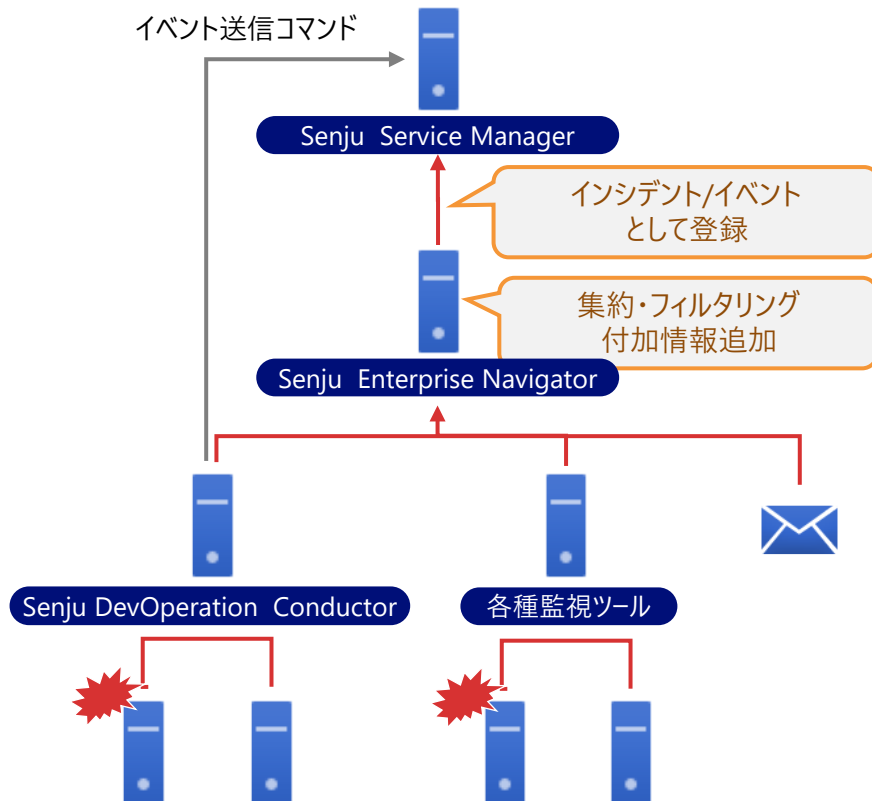 イベント送信コマンド
Senju Service Manager
インシデント/イベント
として登録
集約・フィルタリング
付加情報追加
Senju Enterprise Navigator
Senju DevOperation Conductor
各種監視ツール